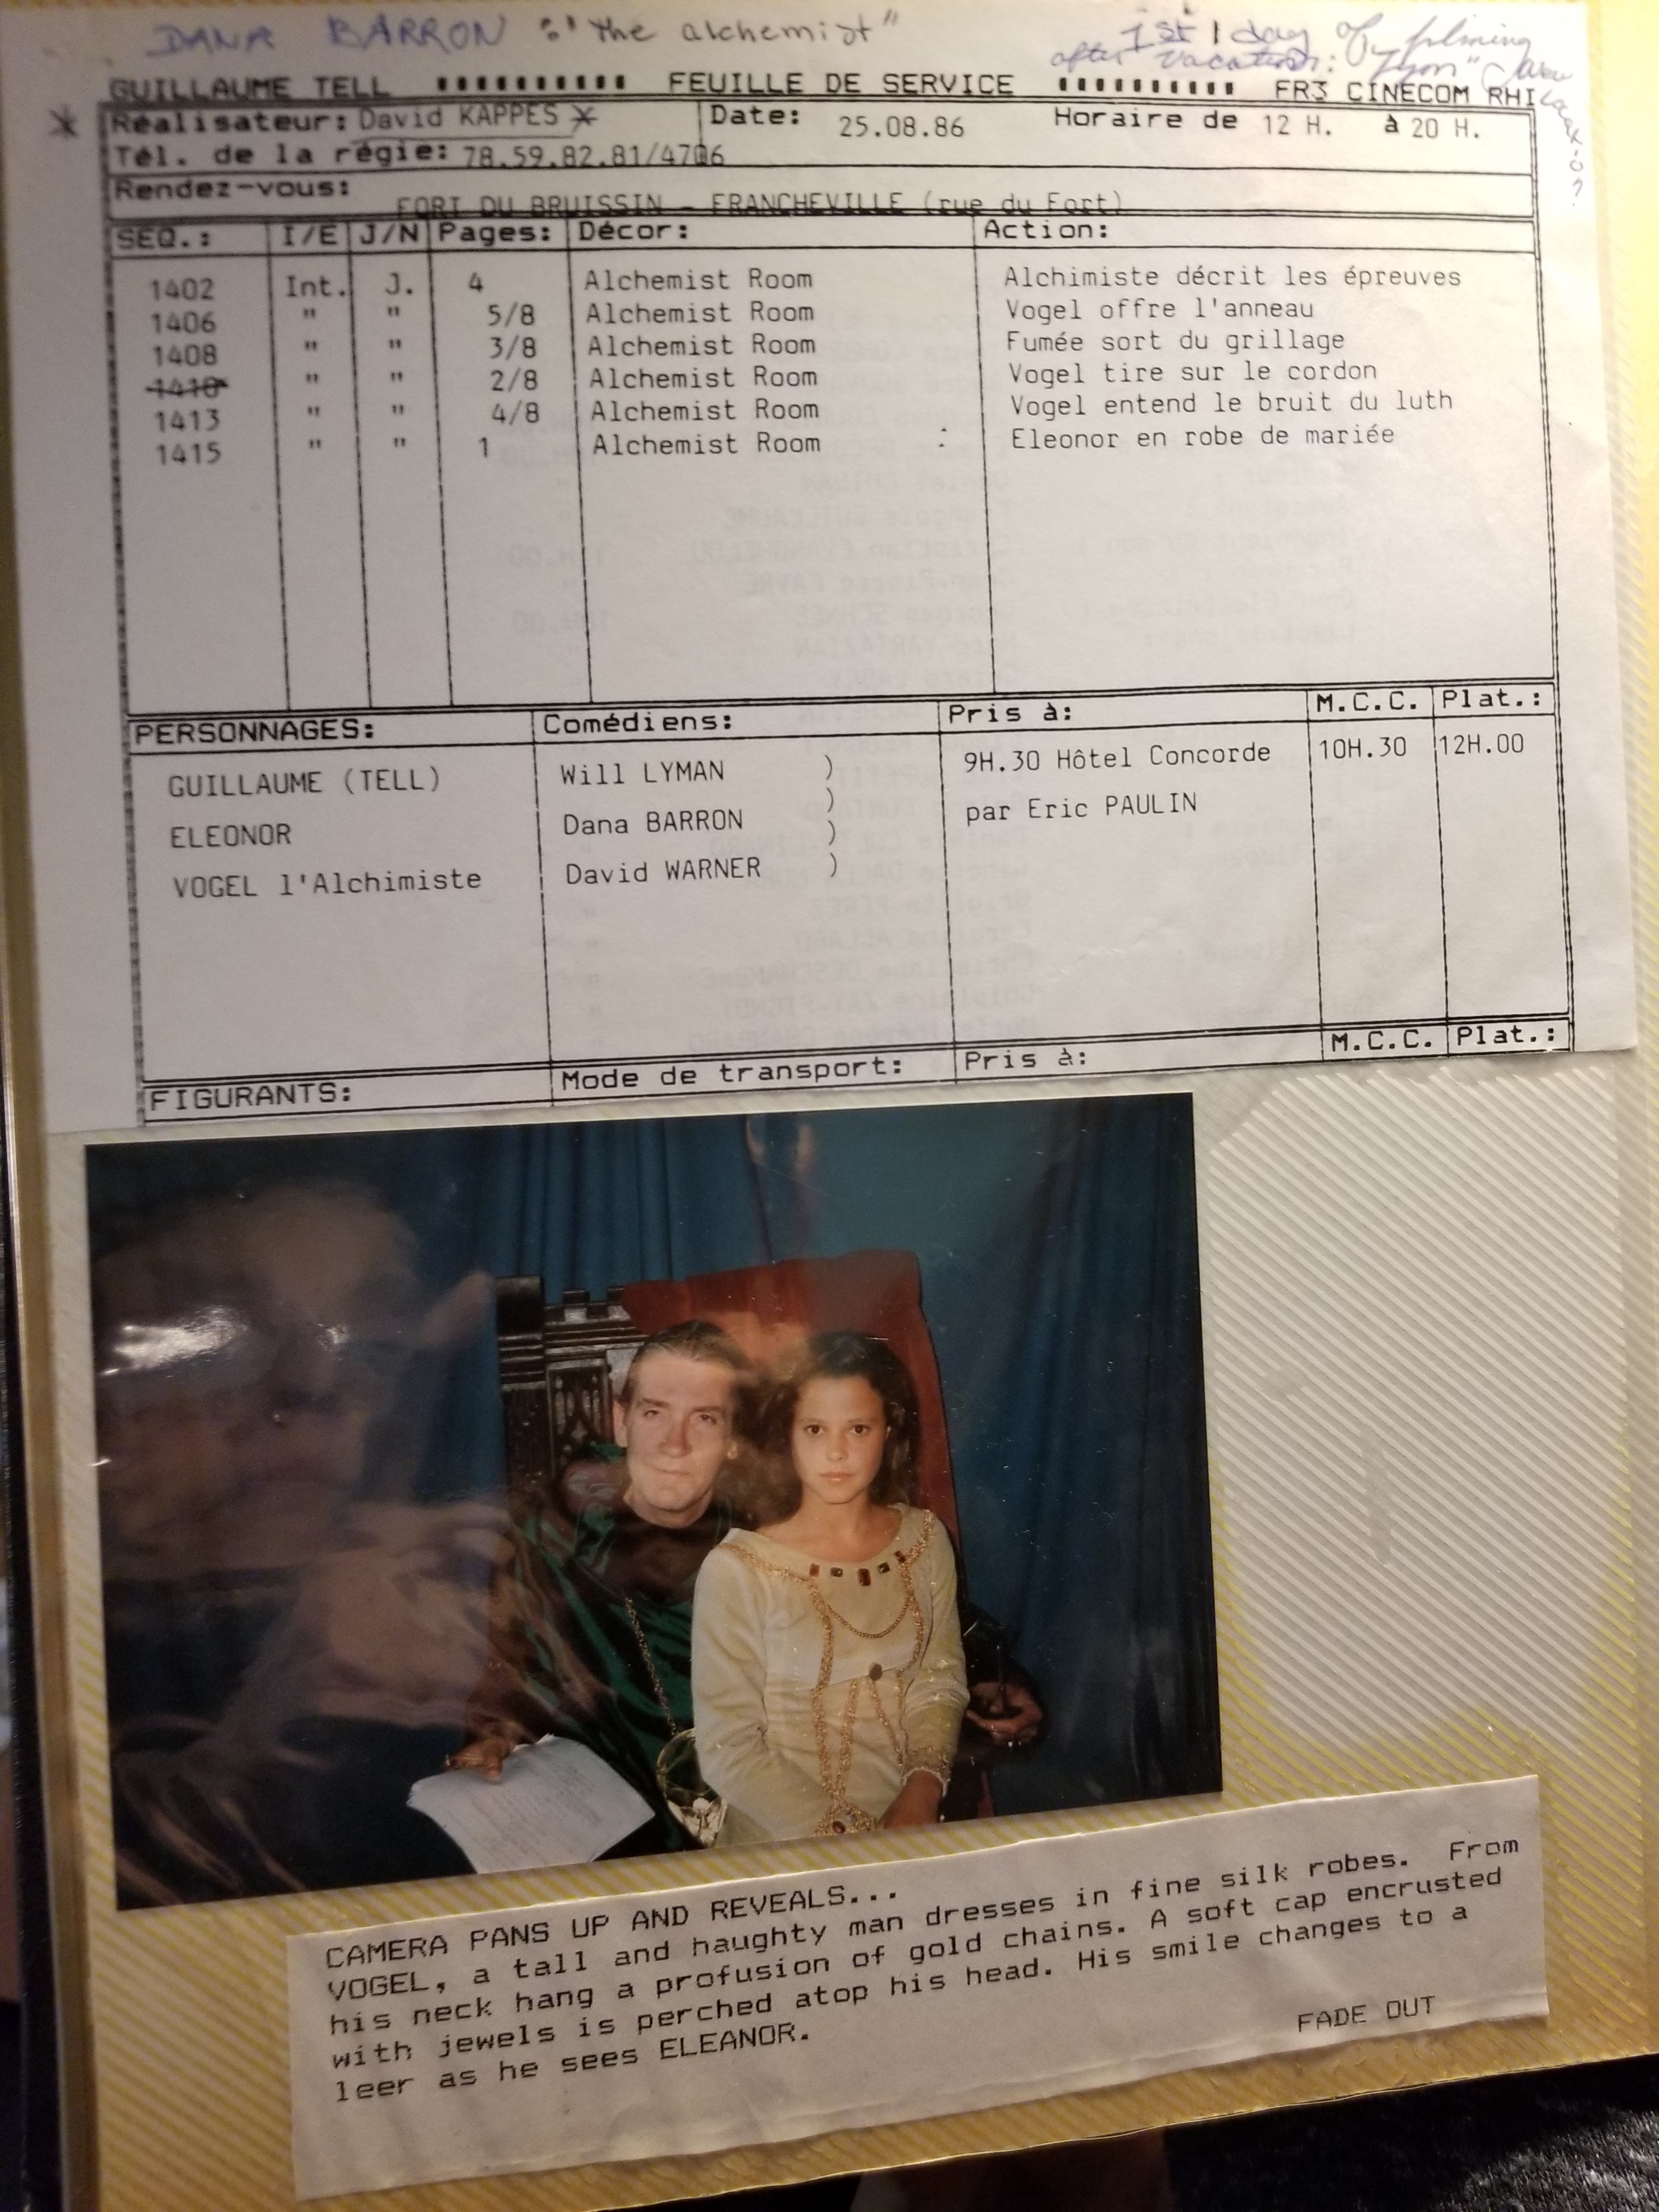 DANA BARRON : "The alchemist"
1st 1 day of filming
after vacation: "Lyon" (New Location)
GUILLAUME TELL FEUILLE DE SERVICE FR3 CINECOM RHI
* Réalisateur: David KAPPES * Date: 25.08.86 Horaire de 12 H. à 20 H.
Tél. de la régie: 78.59.82.81/4706
Rendez-vous:
FORT DU BRUISSIN - FRANCHEVILLE (rue du Fort)
SEQ.: I/E J/N Pages: Décor: Action:
1402 Int. J. 4 Alchemist Room Alchimiste décrit les épreuves
1406 " " 5/8 Alchemist Room Vogel offre l'anneau
1408 " " 3/8 Alchemist Room Fumée sort du grillage
1410 " " 2/8 Alchemist Room Vogel tire sur le cordon
1413 " " 4/8 Alchemist Room Vogel entend le bruit du luth
1415 " " 1 Alchemist Room : Eleonor en robe de mariée
PERSONNAGES: Comédiens: Pris à: M.C.C. Plat.:
GUILLAUME (TELL) Will LYMAN ) 9H.30 Hôtel Concorde 10H.30 12H.00
ELEONOR Dana BARRON ) par Eric PAULIN
VOGEL l'Alchimiste David WARNER )
FIGURANTS: Mode de transport: Pris à: M.C.C. Plat.:
CAMERA PANS UP AND REVEALS...
VOGEL, a tall and haughty man dresses in fine silk robes. From
his neck hang a profusion of gold chains. A soft cap encrusted
with jewels is perched atop his head. His smile changes to a
leer as he sees ELEANOR.
FADE OUT